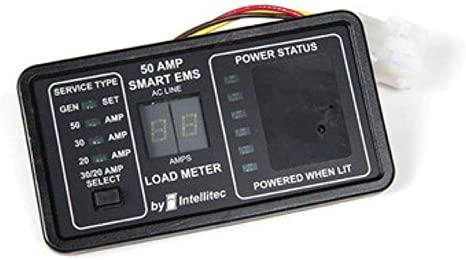 SERVICE TYPE
GEN SET
50 AMP
30 AMP
20 AMP
30/20 AMP
SELECT
50 AMP
SMART EMS
AC LINE
AMPS
LOAD METER
by Intellitec
POWER STATUS
POWERED WHEN LIT